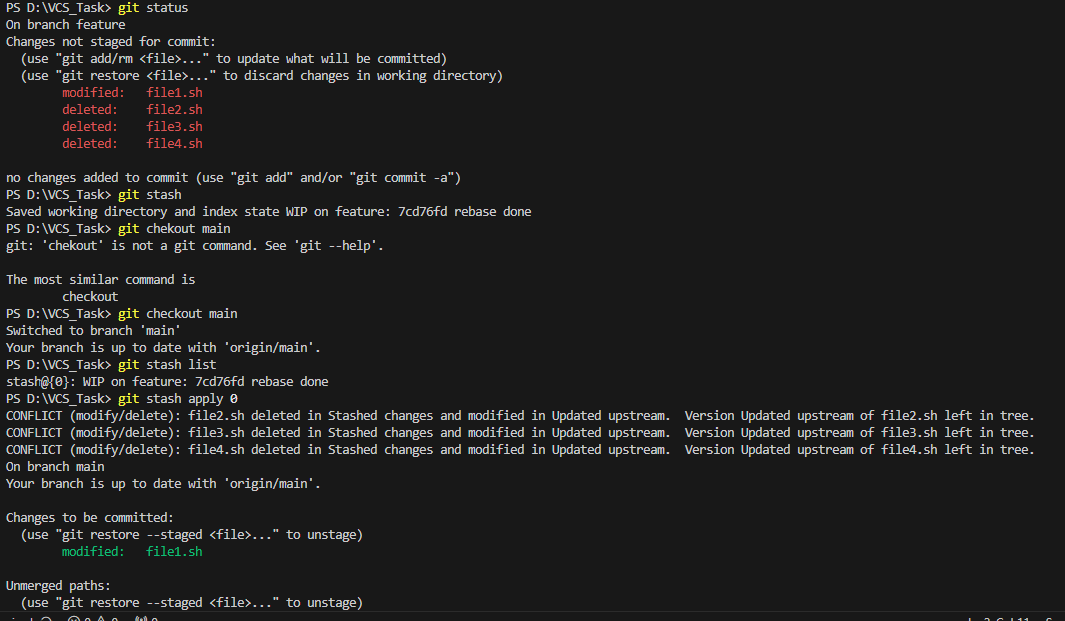 PS D:\VCS_Task> git status
On branch feature
Changes not staged for commit:
  (use "git add/rm <file>..." to update what will be committed)
  (use "git restore <file>..." to discard changes in working directory)
        modified:   file1.sh
        deleted:    file2.sh
        deleted:    file3.sh
        deleted:    file4.sh

no changes added to commit (use "git add" and/or "git commit -a")
PS D:\VCS_Task> git stash
Saved working directory and index state WIP on feature: 7cd76fd rebase done
PS D:\VCS_Task> git chekout main
git: 'chekout' is not a git command. See 'git --help'.

The most similar command is
        checkout
PS D:\VCS_Task> git checkout main
Switched to branch 'main'
Your branch is up to date with 'origin/main'.
PS D:\VCS_Task> git stash list
stash@{0}: WIP on feature: 7cd76fd rebase done
PS D:\VCS_Task> git stash apply 0
CONFLICT (modify/delete): file2.sh deleted in Stashed changes and modified in Updated upstream.  Version Updated upstream of file2.sh left in tree.
CONFLICT (modify/delete): file3.sh deleted in Stashed changes and modified in Updated upstream.  Version Updated upstream of file3.sh left in tree.
CONFLICT (modify/delete): file4.sh deleted in Stashed changes and modified in Updated upstream.  Version Updated upstream of file4.sh left in tree.
On branch main
Your branch is up to date with 'origin/main'.

Changes to be committed:
  (use "git restore --staged <file>..." to unstage)
        modified:   file1.sh

Unmerged paths:
  (use "git restore --staged <file>..." to unstage)